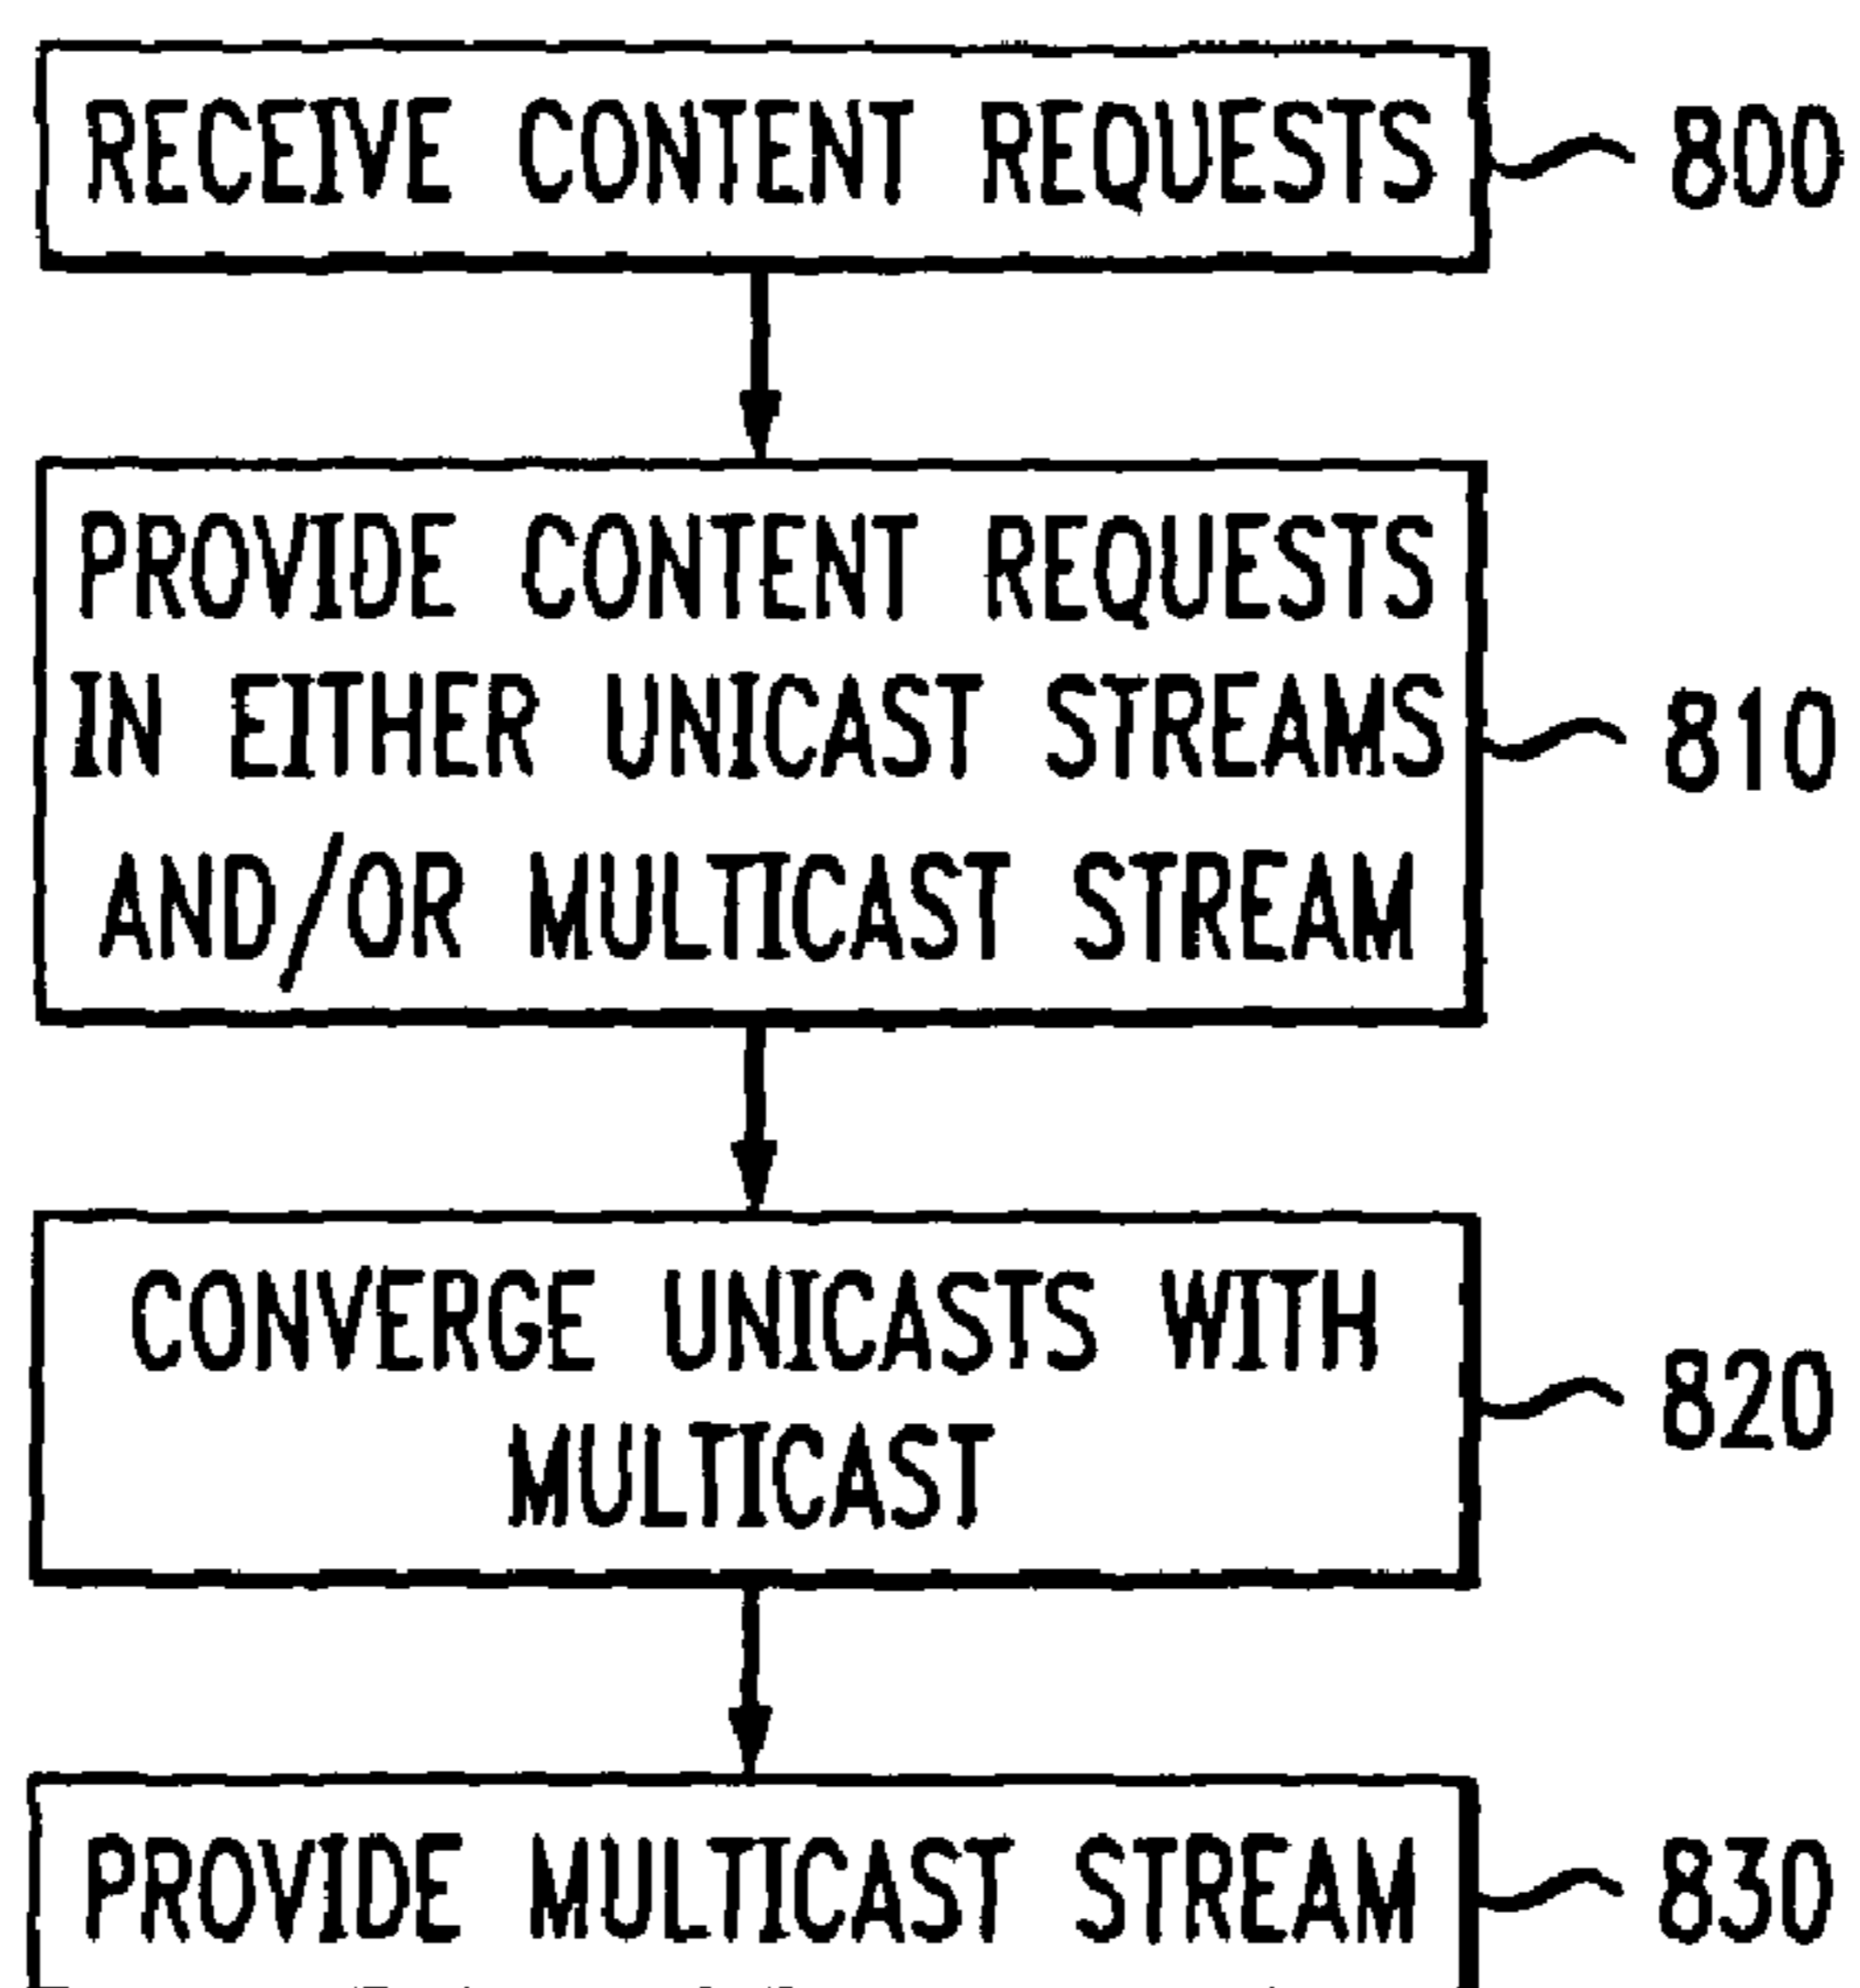 RECEIVE CONTENT REQUESTS
800
PROVIDE CONTENT REQUESTS
IN EITHER UNICAST STREAMS
AND/OR MULTICAST STREAM
810
CONVERGE UNICASTS WITH
MULTICAST
820
PROVIDE MULTICAST STREAM
830